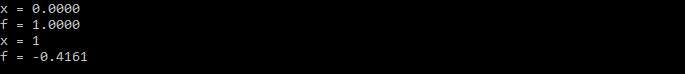 x = 0.0000
f = 1.0000
x = 1
f = -0.4161